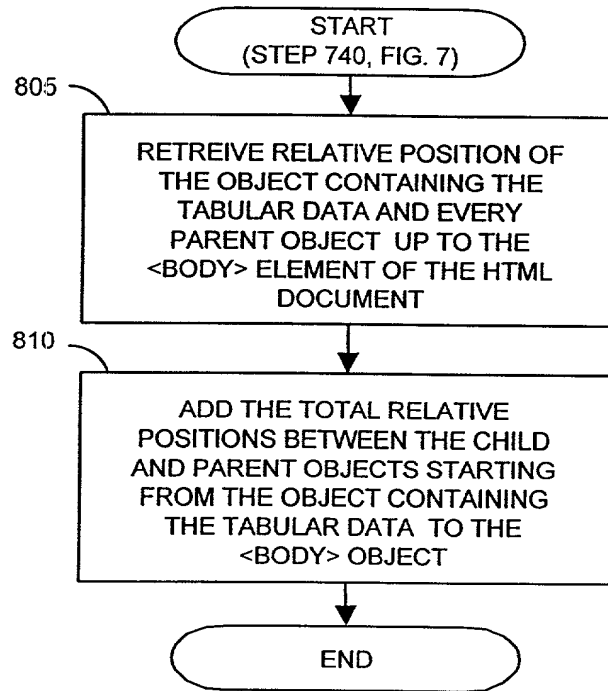 START
(STEP 740, FIG. 7)
805
RETREIVE RELATIVE POSITION OF
THE OBJECT CONTAINING THE
TABULAR DATA AND EVERY
PARENT OBJECT UP TO THE
<BODY> ELEMENT OF THE HTML
DOCUMENT
810
ADD THE TOTAL RELATIVE
POSITIONS BETWEEN THE CHILD
AND PARENT OBJECTS STARTING
FROM THE OBJECT CONTAINING
THE TABULAR DATA TO THE
<BODY> OBJECT
END